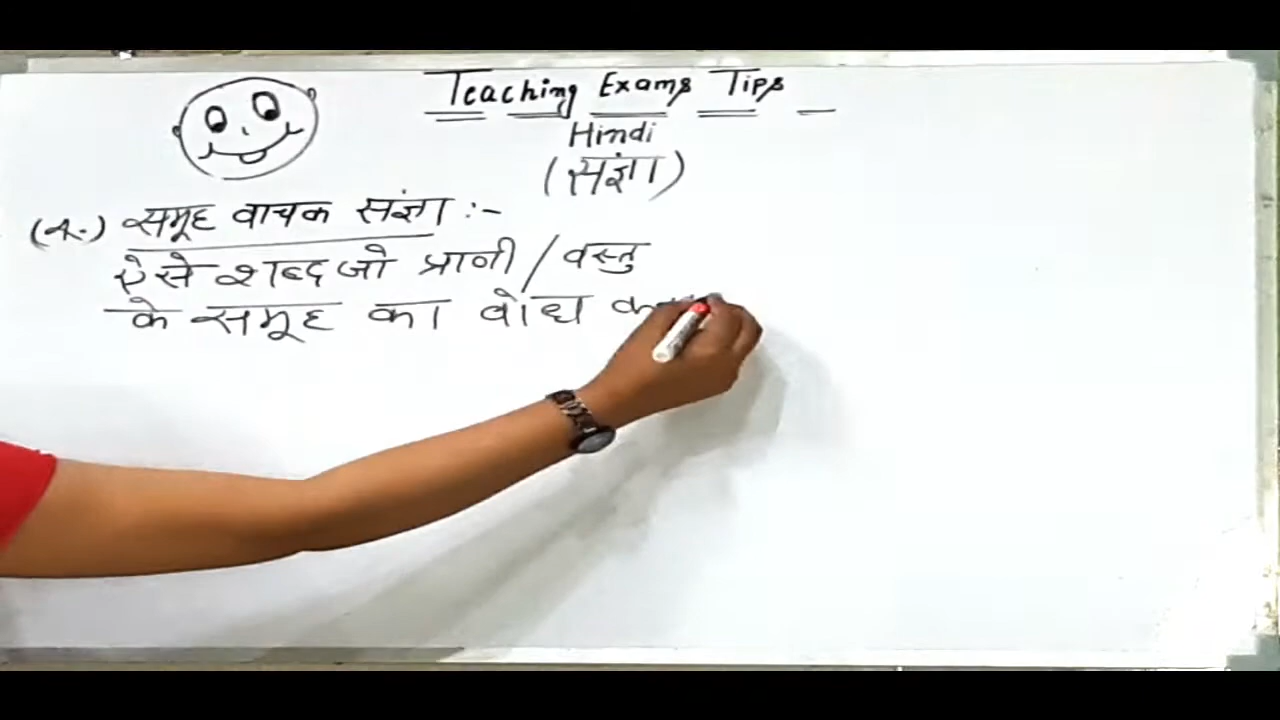 Teaching Exams Tips
Hindi
(संज्ञा)
(4.) समूह वाचक संज्ञा :-
ऐसे शब्द जो प्रानी / वस्तु
के समूह का वोध